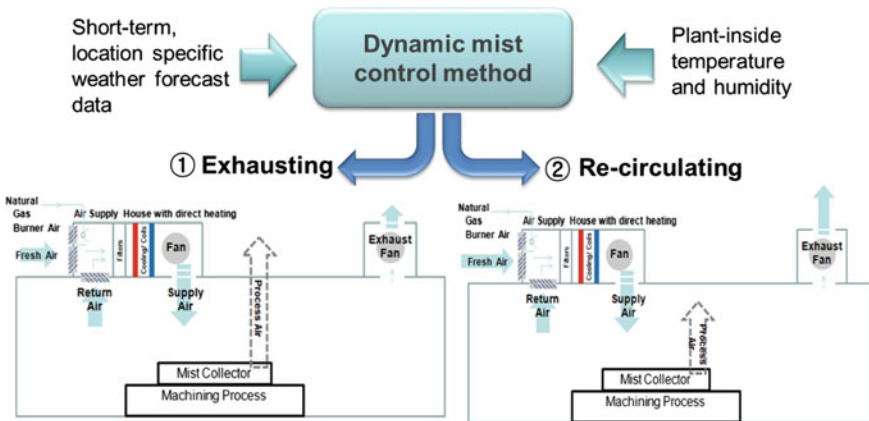 Short-term,
location specific
weather forecast
data
Dynamic mist
control method
Plant-inside
temperature
and humidity
① Exhausting
② Re-circulating
Natural
Gas
Burner Air
Air Supply House with direct heating
Fresh Air
Filters
Cooling/ Coils
Fan
Exhaust
Fan
Return
Air
Supply
Air
Process Air
Mist Collector
Machining Process
Natural
Gas
Burner Air
Air Supply House with direct heating
Fresh Air
Filters
Cooling/ Coils
Fan
Exhaust
Fan
Return
Air
Supply
Air
Process
Air
Mist Collector
Machining Process